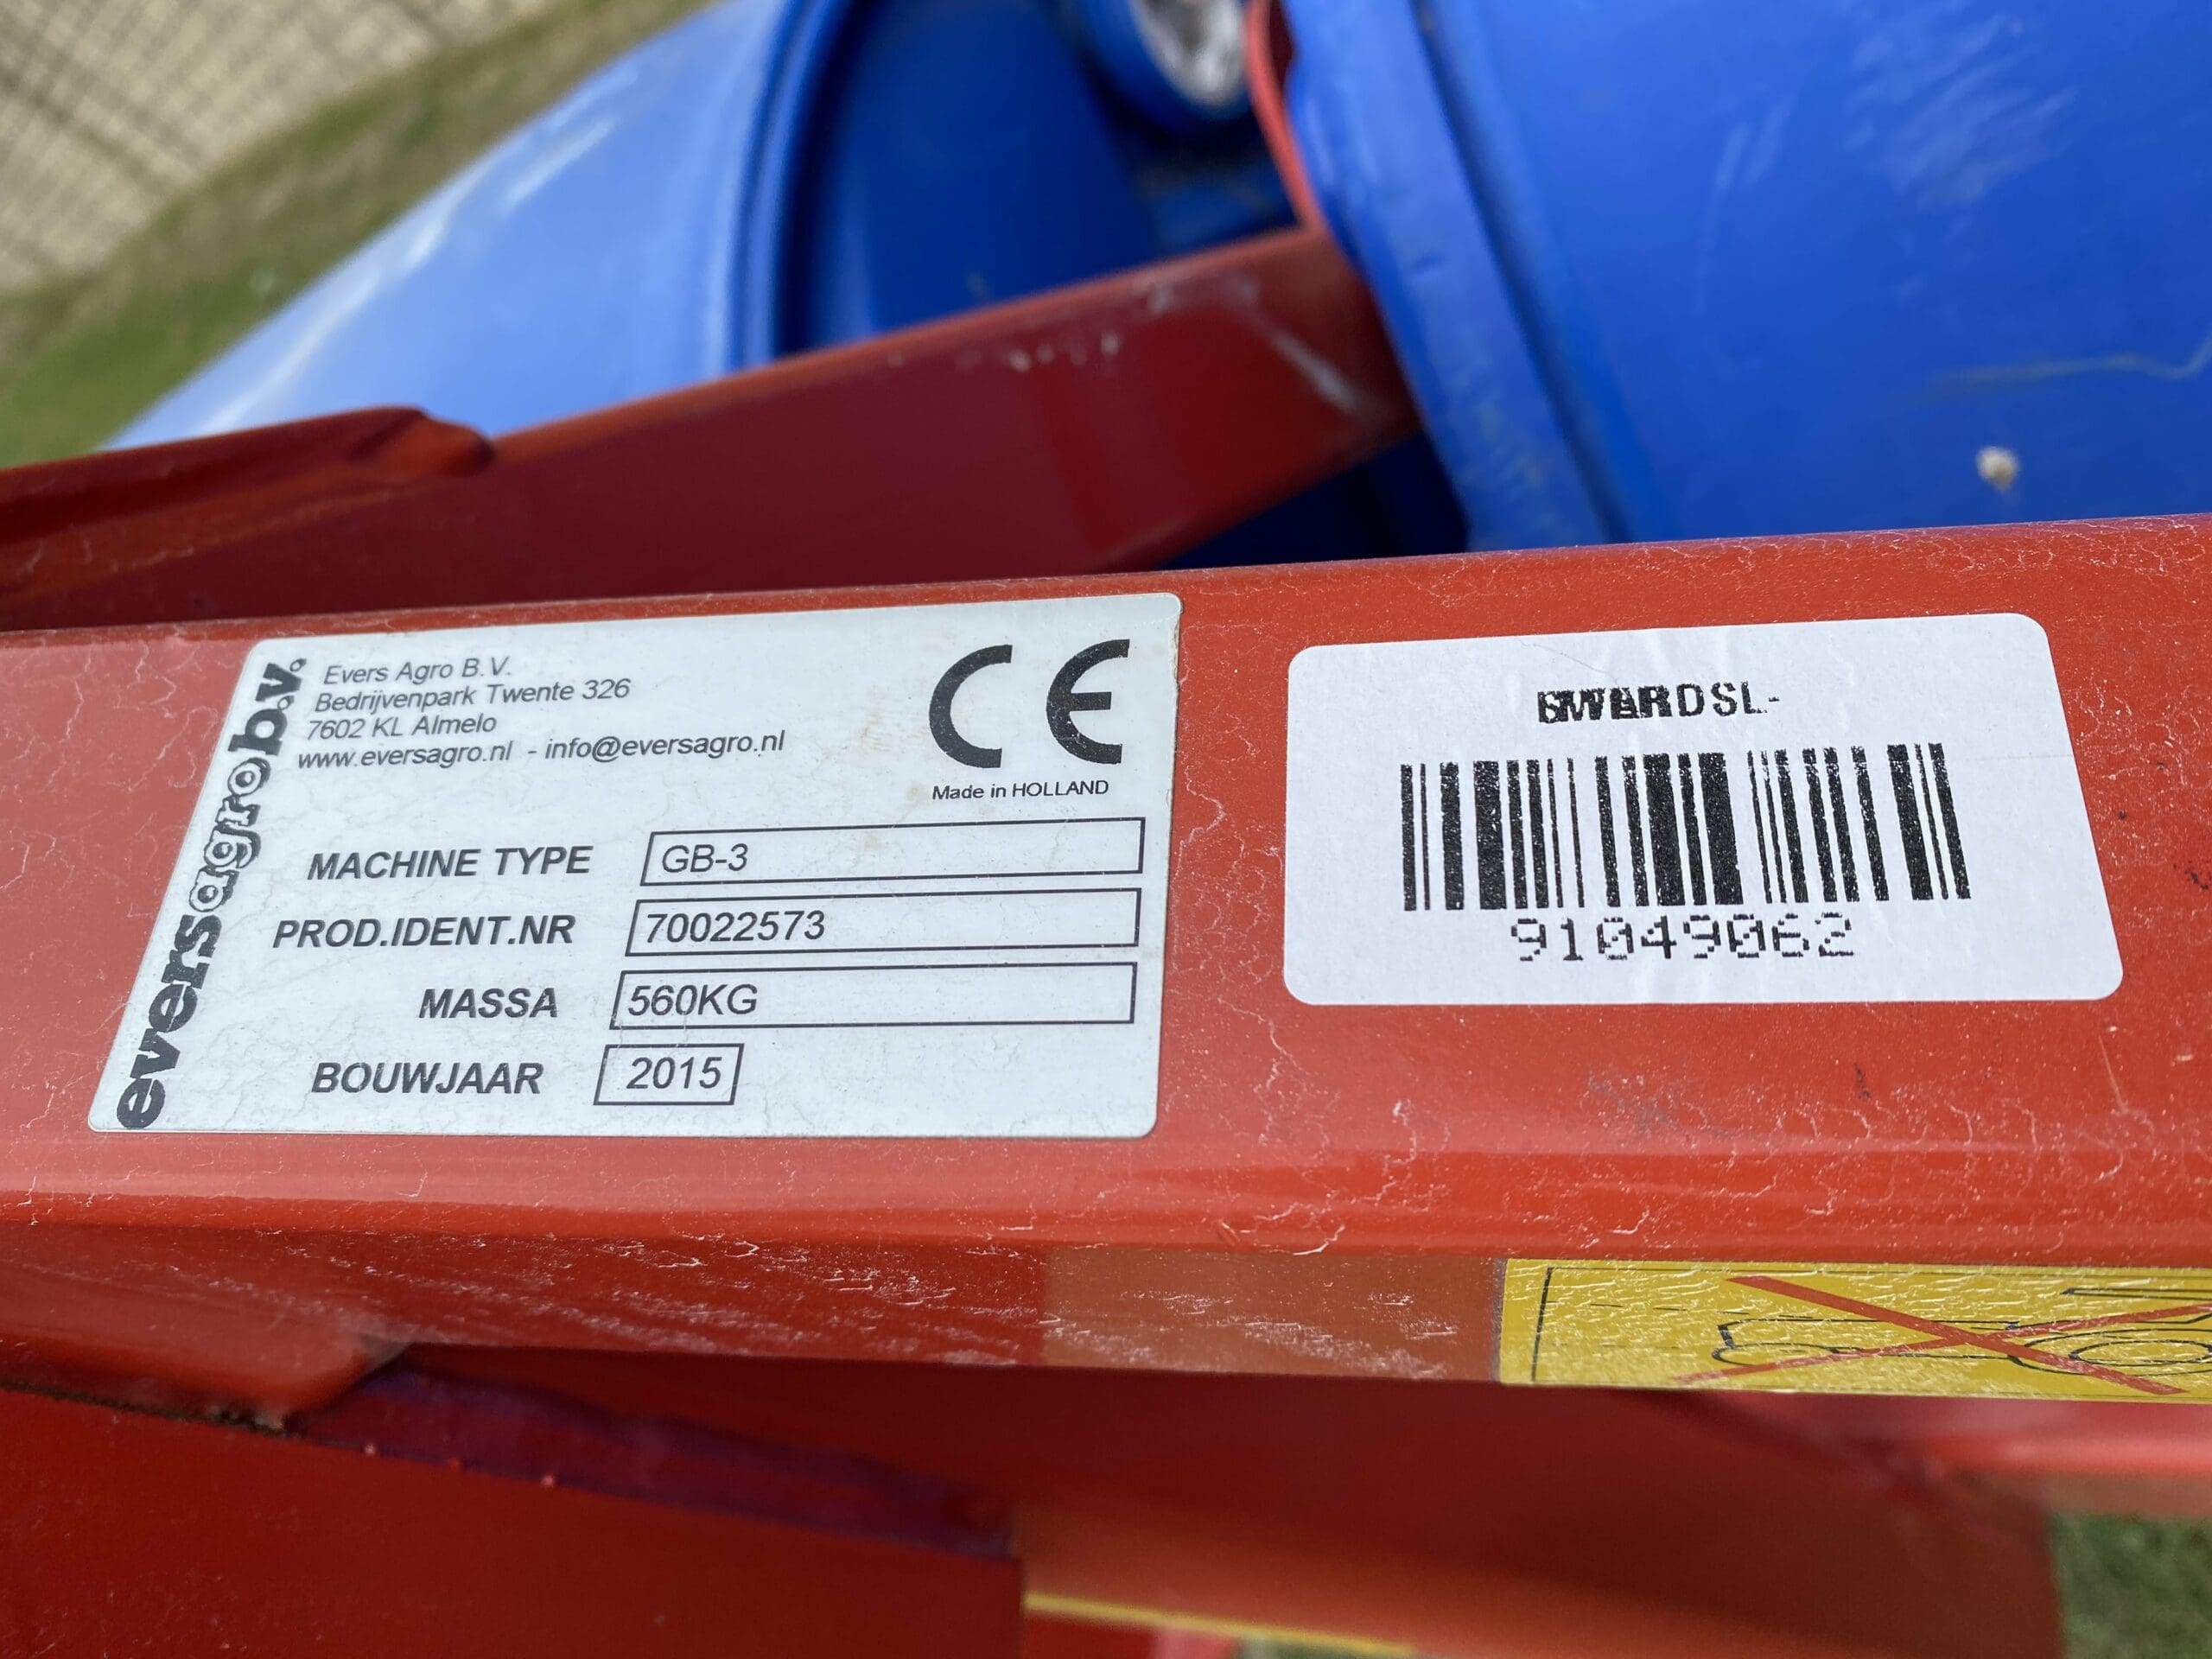 eversagro b.v.
Evers Agro B.V.
Bedrijvenpark Twente 326
7602 KL Almelo
www.eversagro.nl - info@eversagro.nl
CE
Made in HOLLAND
MACHINE TYPE GB-3
PROD.IDENT.NR 70022573
MASSA 560KG
BOUWJAAR 2015
91049062